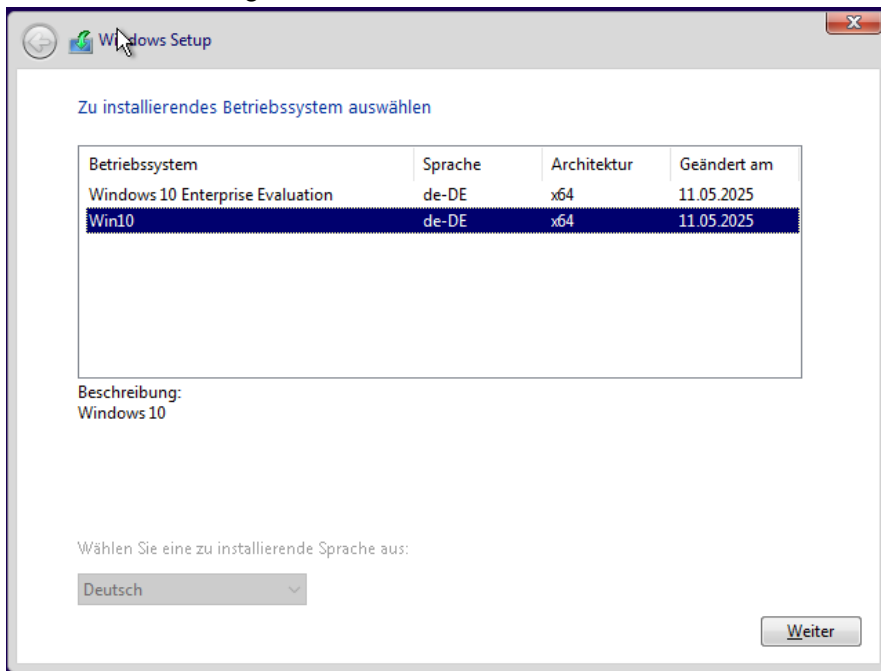 Windows Setup
Zu installierendes Betriebssystem auswählen
Betriebssystem Sprache Architektur Geändert am
Windows 10 Enterprise Evaluation de-DE x64 11.05.2025
Win10 de-DE x64 11.05.2025
Beschreibung:
Windows 10
Wählen Sie eine zu installierende Sprache aus:
Deutsch
Weiter